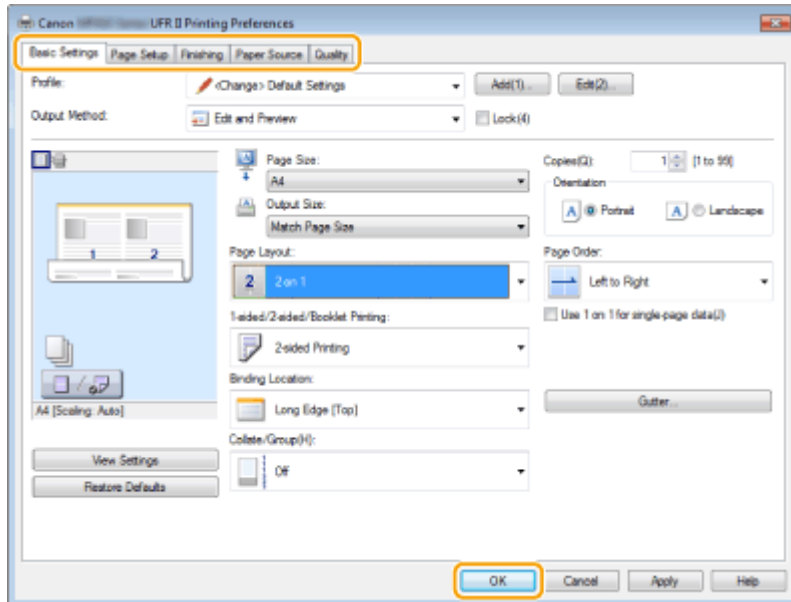 Canon UFR II Printing Preferences
Basic Settings Page Setup Finishing Paper Source Quality
Profile: <Change> Default Settings Add(1)... Edit(2)...
Output Method: Edit and Preview Lock(4)
Page Size:
A4
Copies(Q): 1 [1 to 99]
Output Size:
Match Page Size
Orientation
A Portrait A Landscape
1 2
Page Layout:
2 2 on 1
Page Order:
Left to Right
Use 1 on 1 for single-page data(J)
1-sided/2-sided/Booklet Printing:
2-sided Printing
Binding Location:
Long Edge [Top]
Gutter...
A4 [Scaling: Auto]
Collate/Group(H):
Off
View Settings
Restore Defaults
OK Cancel Apply Help